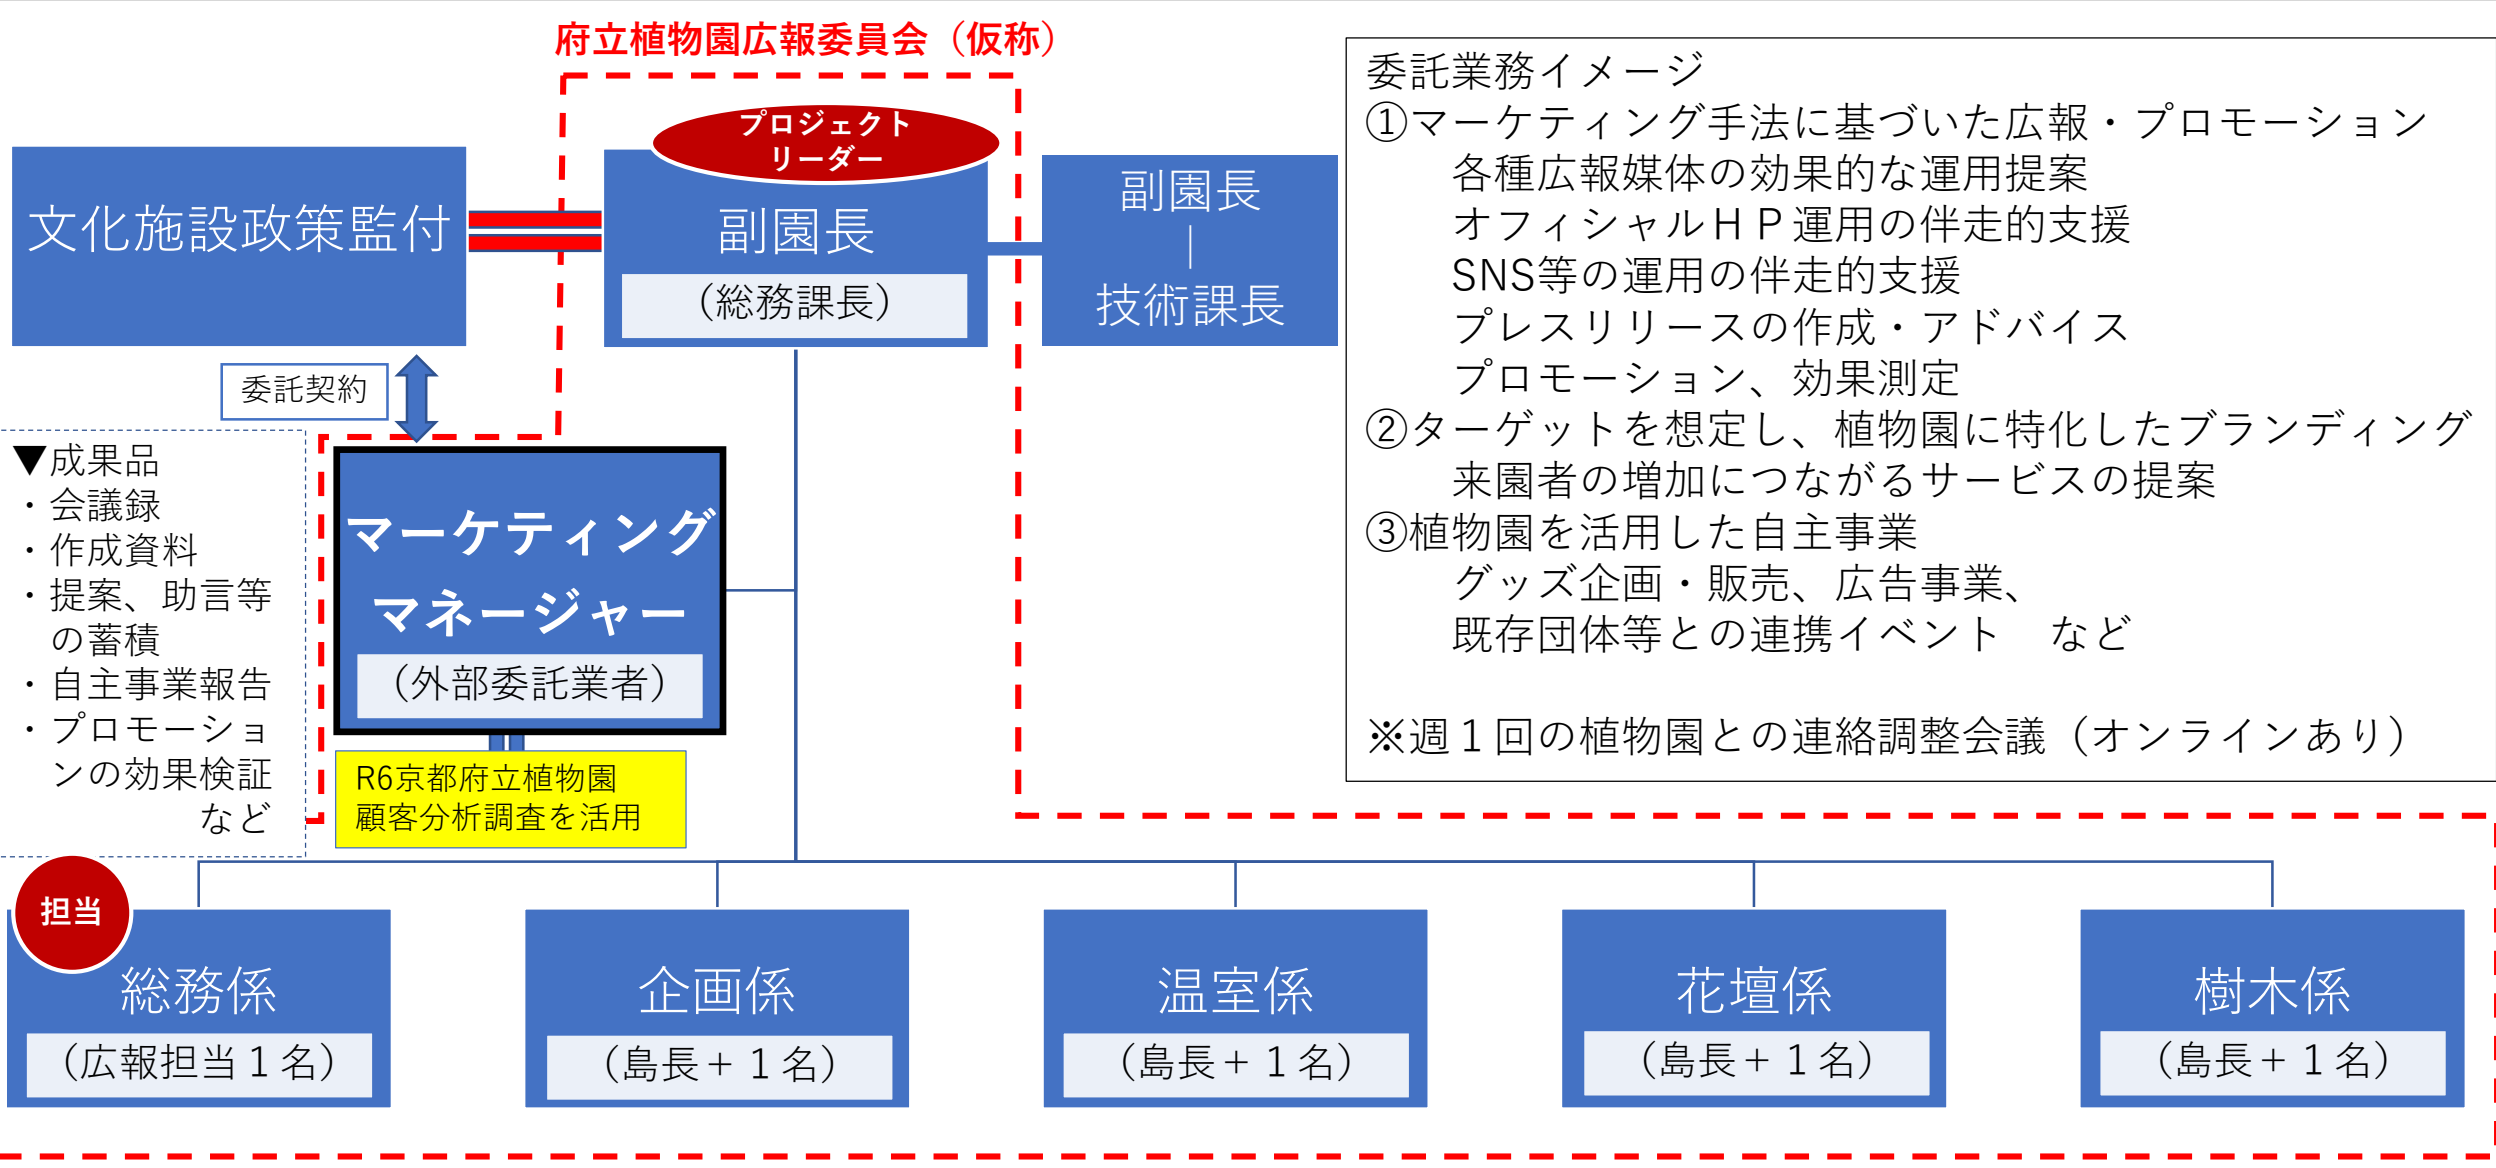 府立植物園広報委員会（仮称）
プロジェクト
リーダー
文化施設政策監付
副園長
（総務課長）
副園長
｜
技術課長
委託契約
▼成果品
・会議録
・作成資料
・提案、助言等
の蓄積
・自主事業報告
・プロモーショ
ンの効果検証
など
マーケティング
マネージャー
（外部委託業者）
R6京都府立植物園
顧客分析調査を活用
委託業務イメージ
①マーケティング手法に基づいた広報・プロモーション
各種広報媒体の効果的な運用提案
オフィシャルＨＰ運用の伴走的支援
SNS等の運用の伴走的支援
プレスリリースの作成・アドバイス
プロモーション、効果測定
②ターゲットを想定し、植物園に特化したブランディング
来園者の増加につながるサービスの提案
③植物園を活用した自主事業
グッズ企画・販売、広告事業、
既存団体等との連携イベント　など
※週１回の植物園との連絡調整会議（オンラインあり）
担当
総務係
（広報担当１名）
企画係
（島長＋１名）
温室係
（島長＋１名）
花壇係
（島長＋１名）
樹木係
（島長＋１名）